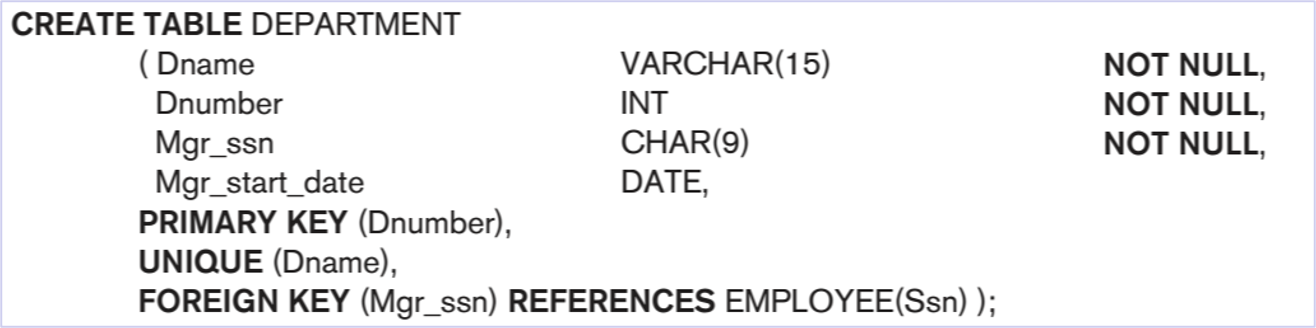 CREATE TABLE DEPARTMENT
( Dname VARCHAR(15) NOT NULL,
Dnumber INT NOT NULL,
Mgr_ssn CHAR(9) NOT NULL,
Mgr_start_date DATE,
PRIMARY KEY (Dnumber),
UNIQUE (Dname),
FOREIGN KEY (Mgr_ssn) REFERENCES EMPLOYEE(Ssn) );